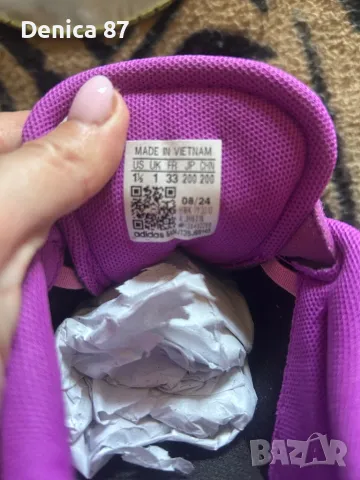 Denica 87
MADE IN VIETNAM
US UK FR JP CHN
1½ 1 33 200 200
08/24
adidas
BAZAR